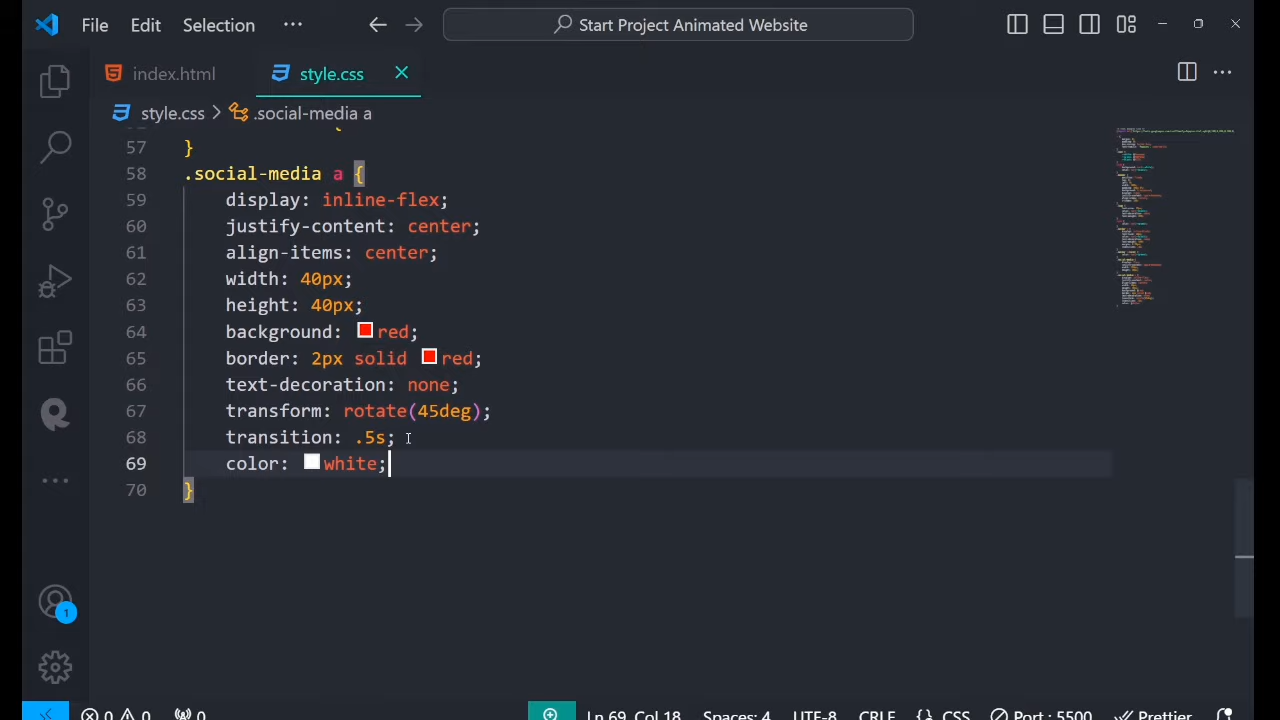 File Edit Selection ··· Start Project Animated Website
index.html style.css
style.css > .social-media a
57 }
58 .social-media a {
59 display: inline-flex;
60 justify-content: center;
61 align-items: center;
62 width: 40px;
63 height: 40px;
64 background: red;
65 border: 2px solid red;
66 text-decoration: none;
67 transform: rotate(45deg);
68 transition: .5s;
69 color: white;
70 }
1
0 0 0 Ln 69, Col 18 Spaces: 4 UTF-8 CRLF {} CSS Port : 5500 Prettier